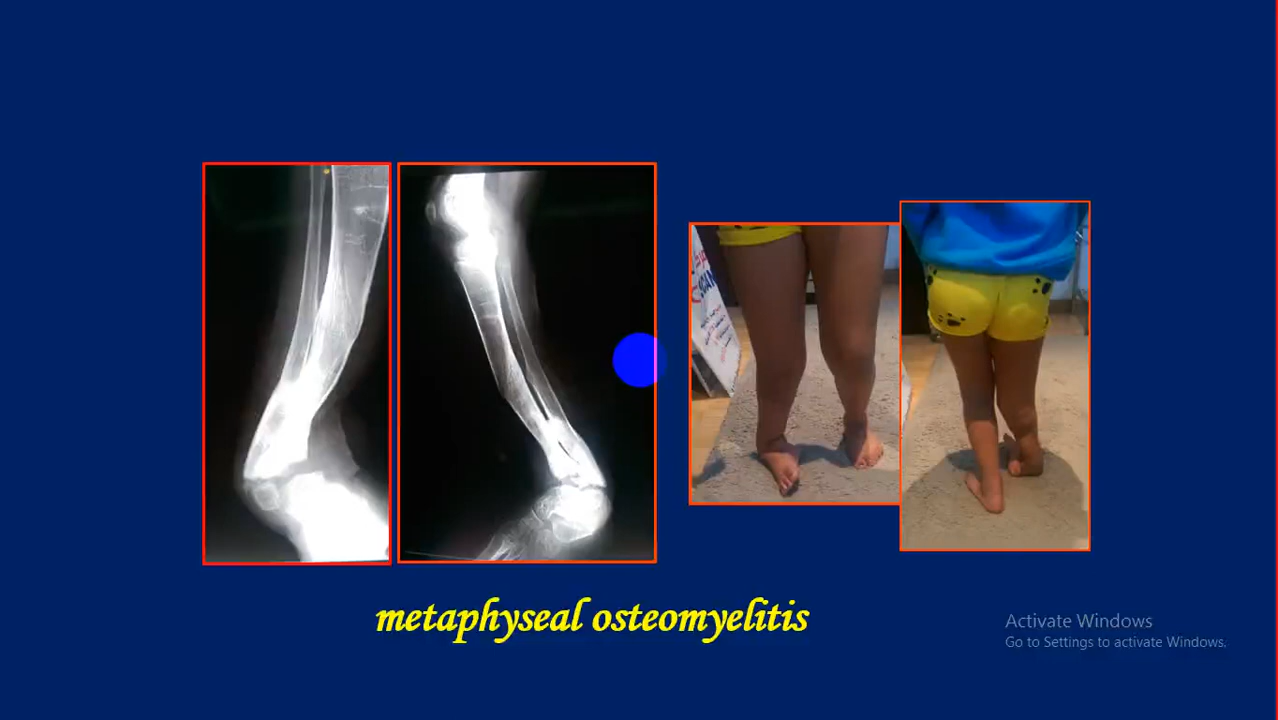 metaphyseal osteomyelitis
Activate Windows
Go to Settings to activate Windows.